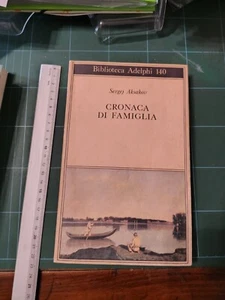 Biblioteca Adelphi 140
Sergej Aksakov
CRONACA
DI FAMIGLIA